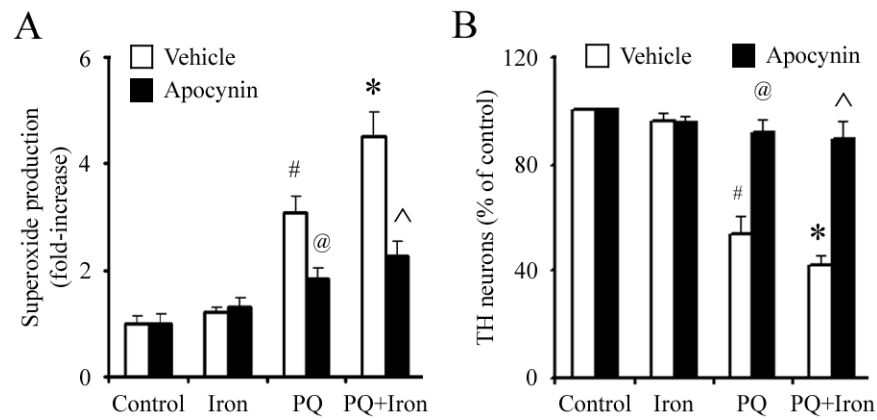 A
6
4
2
0
Superoxide production
(fold-increase)
Vehicle
Apocynin
#
@
*
^
Control Iron PQ PQ+Iron
B
120
80
40
0
TH neurons (% of control)
Vehicle Apocynin
#
@
*
^
Control Iron PQ PQ+Iron